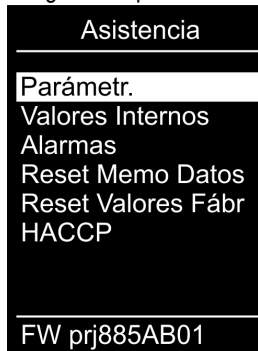 Asistencia
Parámetr.
Valores Internos
Alarmas
Reset Memo Datos
Reset Valores Fábr
HACCP
FW prj885AB01